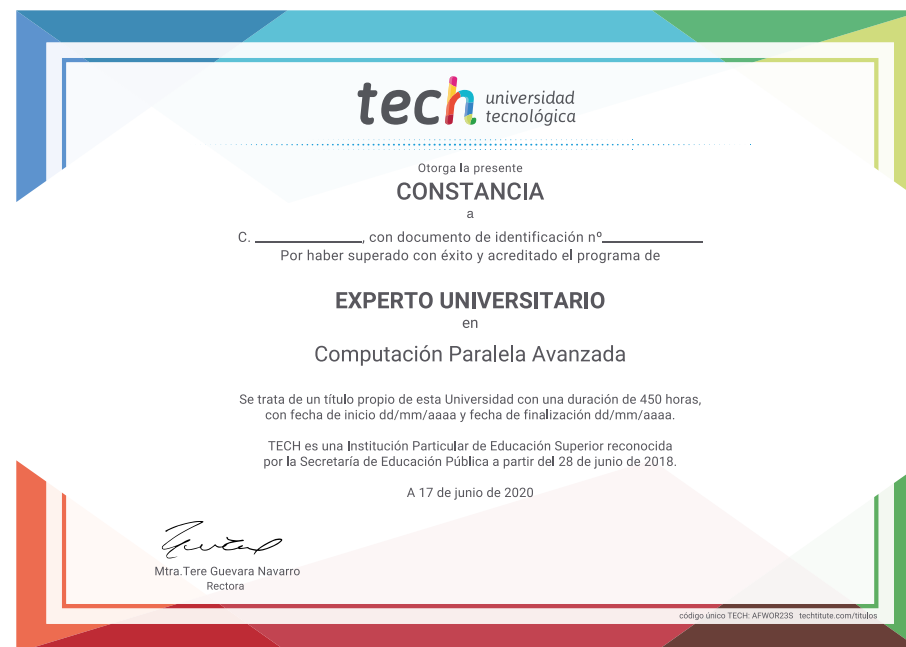 tech universidad
tecnológica
Otorga la presente
CONSTANCIA
a
C. ______________, con documento de identificación nº_____________
Por haber superado con éxito y acreditado el programa de
EXPERTO UNIVERSITARIO
en
Computación Paralela Avanzada
Se trata de un título propio de esta Universidad con una duración de 450 horas,
con fecha de inicio dd/mm/aaaa y fecha de finalización dd/mm/aaaa.
TECH es una Institución Particular de Educación Superior reconocida
por la Secretaría de Educación Pública a partir del 28 de junio de 2018.
A 17 de junio de 2020
Mtra.Tere Guevara Navarro
Rectora
código único TECH: AFWOR23S techtitute.com/titulos